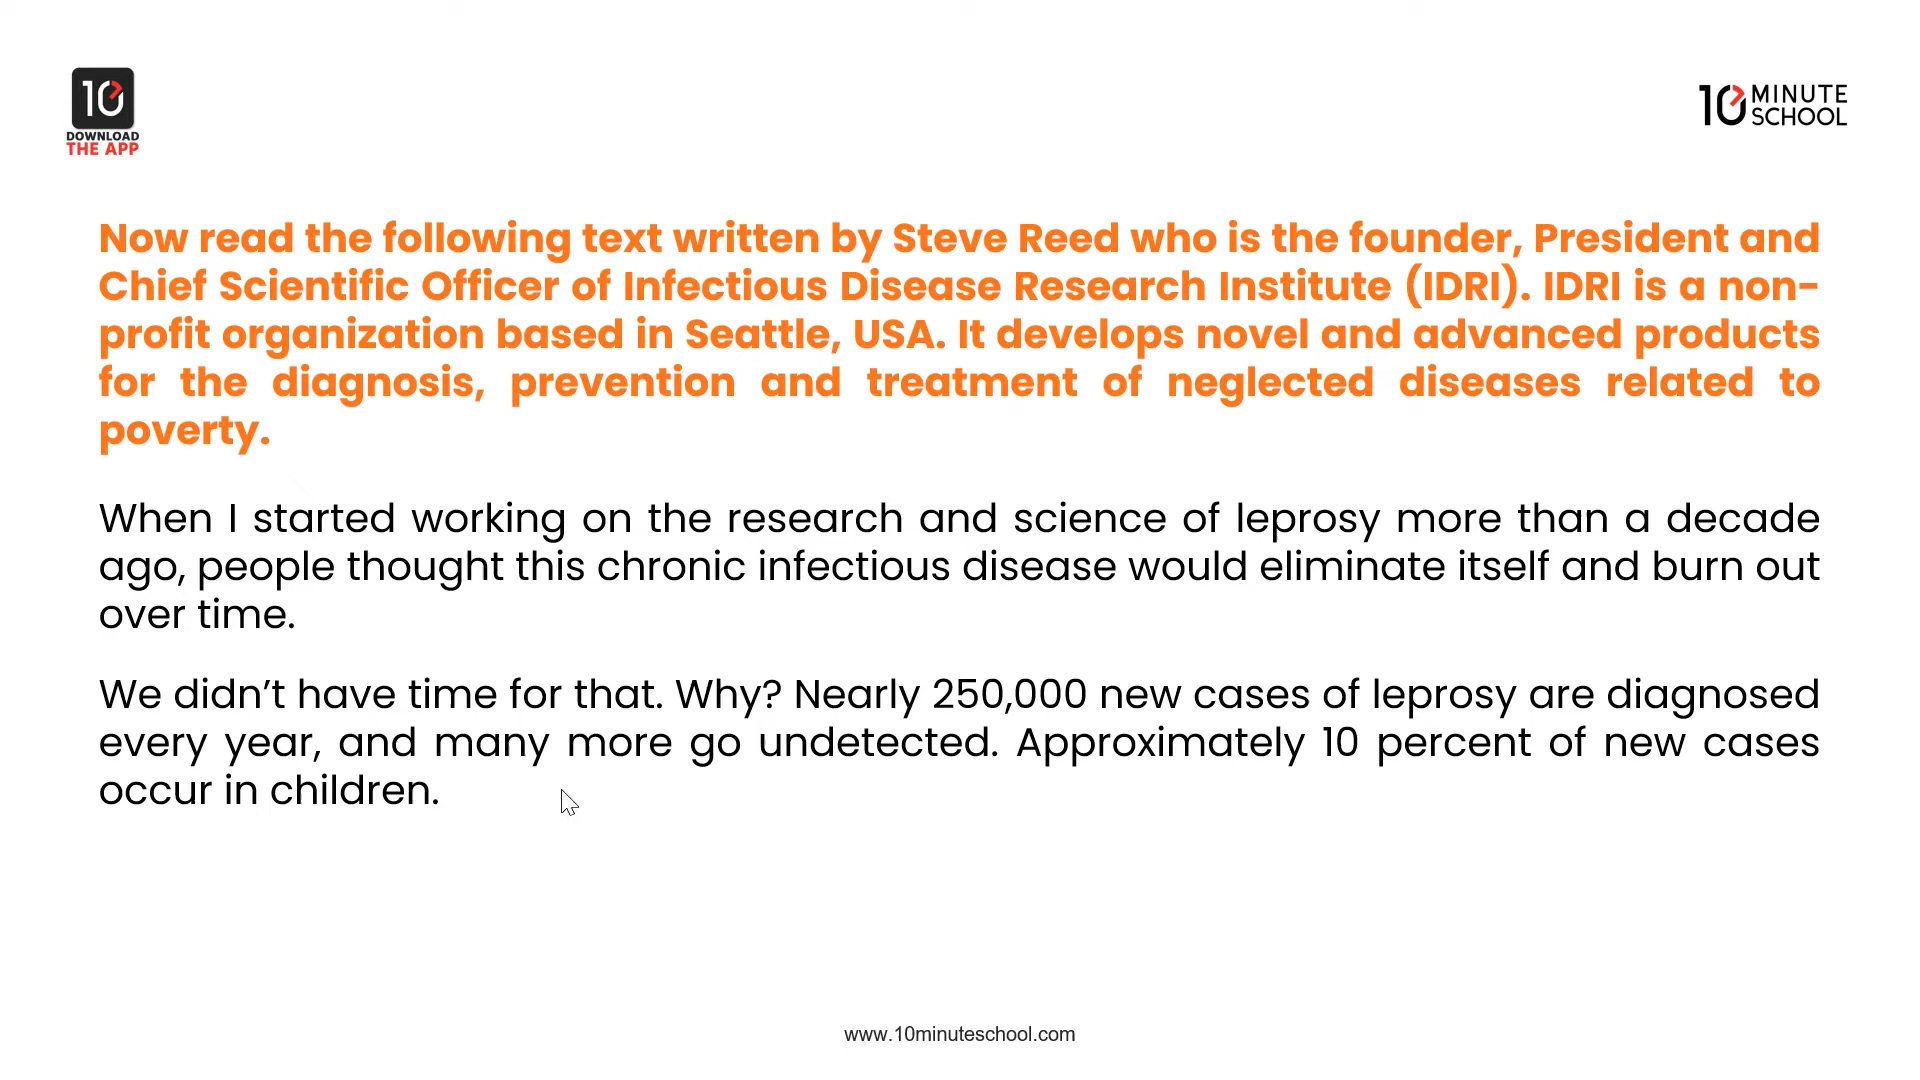 10
DOWNLOAD
THE APP
10 MINUTE
SCHOOL
Now read the following text written by Steve Reed who is the founder, President and
Chief Scientific Officer of Infectious Disease Research Institute (IDRI). IDRI is a non-
profit organization based in Seattle, USA. It develops novel and advanced products
for the diagnosis, prevention and treatment of neglected diseases related to
poverty.
When I started working on the research and science of leprosy more than a decade
ago, people thought this chronic infectious disease would eliminate itself and burn out
over time.
We didn’t have time for that. Why? Nearly 250,000 new cases of leprosy are diagnosed
every year, and many more go undetected. Approximately 10 percent of new cases
occur in children.
www.10minuteschool.com